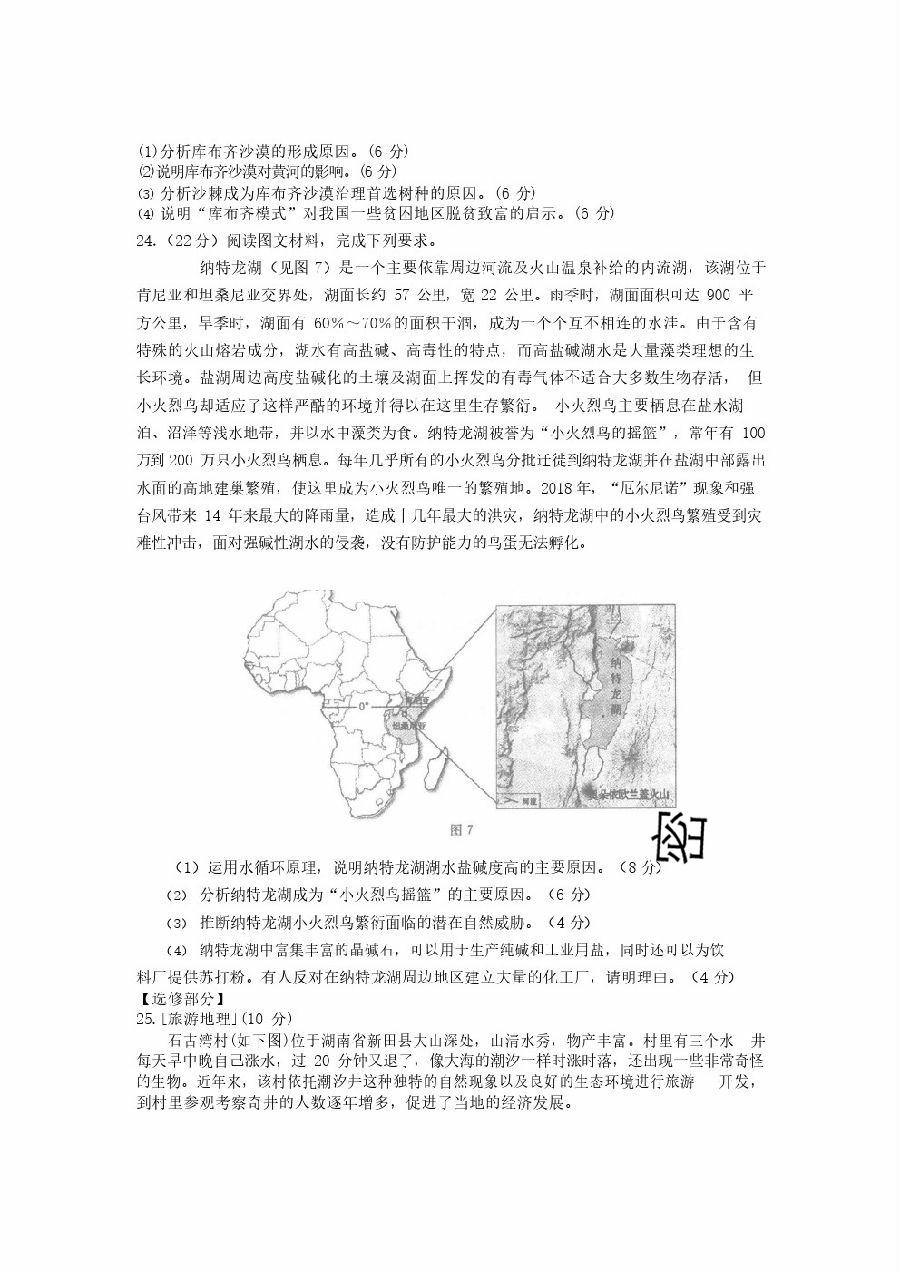 (1)分析库布齐沙漠的形成原因。(6 分)
(2)说明库布齐沙漠对黄河的影响。(6分)
(3) 分析沙棘成为库布齐沙漠治理首选树种的原因。(6 分)
(4) 说明“库布齐模式”对我国一些贫困地区脱贫致富的启示。(6 分)
24.（22分）阅读图文材料，完成下列要求。
纳特龙湖（见图 7）是一个主要依靠周边河流及火山温泉补给的内流湖，该湖位于
肯尼亚和坦桑尼亚交界处，湖面长约 57 公里，宽 22 公里。雨季时，湖面面积可达 900 平
方公里，旱季时，湖面有 60%～70%的面积干涸，成为一个个互不相连的水洼。由于含有
特殊的火山熔岩成分，湖水有高盐碱、高毒性的特点，而高盐碱湖水是大量藻类理想的生
长环境。盐湖周边高度盐碱化的土壤及湖面上挥发的有毒气体不适合大多数生物存活， 但
小火烈鸟却适应了这样严酷的环境并得以在这里生存繁衍。 小火烈鸟主要栖息在盐水湖
泊、沼泽等浅水地带，并以水中藻类为食。纳特龙湖被誉为“小火烈鸟的摇篮”，常年有 100
万到 200 万只小火烈鸟栖息。每年几乎所有的小火烈鸟分批迁徙到纳特龙湖并在盐湖中部露出
水面的高地建巢繁殖，使这里成为小火烈鸟唯一的繁殖地。2018年，“厄尔尼诺”现象和强
台风带来 14 年来最大的降雨量，造成十几年最大的洪灾，纳特龙湖中的小火烈鸟繁殖受到灾
难性冲击，面对强碱性湖水的侵袭，没有防护能力的鸟蛋无法孵化。
0°
坦桑尼亚
纳特龙湖
火山
河流
图 7
密
（1）运用水循环原理，说明纳特龙湖湖水盐碱度高的主要原因。（8 分）
（2） 分析纳特龙湖成为“小火烈鸟摇篮”的主要原因。（6 分）
（3） 推断纳特龙湖小火烈鸟繁衍面临的潜在自然威胁。（4 分）
（4） 纳特龙湖中富集丰富的晶碱石，可以用于生产纯碱和工业用盐，同时还可以为饮
料厂提供苏打粉。有人反对在纳特龙湖周边地区建立大量的化工厂，请明理由。（4 分）
【选修部分】
25.[旅游地理](10 分)
石古湾村(如下图)位于湖南省新田县大山深处，山清水秀，物产丰富。村里有三个水 井
每天早中晚自己涨水，过 20 分钟又退了，像大海的潮汐一样时涨时落，还出现一些非常奇怪
的生物。近年来，该村依托潮汐井这种独特的自然现象以及良好的生态环境进行旅游 开发，
到村里参观考察奇井的人数逐年增多，促进了当地的经济发展。